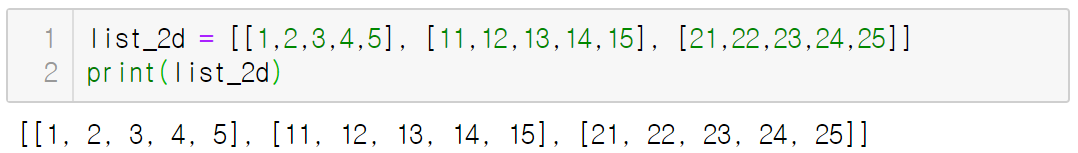 1 list_2d = [[1,2,3,4,5], [11,12,13,14,15], [21,22,23,24,25]]
2 print(list_2d)
[[1, 2, 3, 4, 5], [11, 12, 13, 14, 15], [21, 22, 23, 24, 25]]